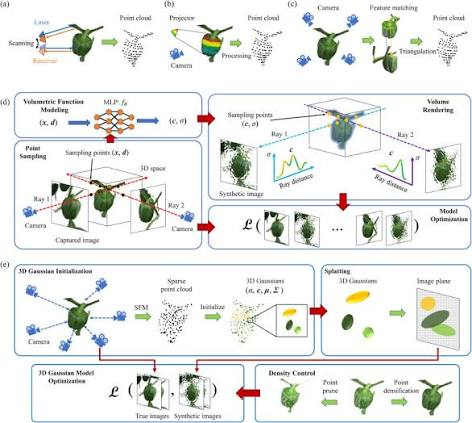 (a)
Laser
Scanning
Receiver
Point cloud
(b)
Projector
Camera
Processing
Point cloud
(c)
Camera
Feature
matching
Triangulation
Point cloud
(d)
Volumetric Function
Modeling
MLP: fθ
(x, d)
(c, σ)
Point
Sampling
Sampling points (x, d)
3D space
Ray 1
Ray 2
Camera
Camera
Captured image
Volume
Rendering
Sampling points
(c, σ)
Ray 1
Ray 2
σ
c
Ray distance
c
σ
Ray distance
Synthetic image
Model
Optimization
ℒ ( , ... )
(e)
3D Gaussian Initialization
Camera
SFM
Sparse
point cloud
Initialize
3D Gaussians
(α, c, μ, Σ)
Splatting
3D Gaussians
Image plane
3D Gaussian Model
Optimization
ℒ ( , )
True images
Synthetic images
Density Control
Point
prune
Point
densification